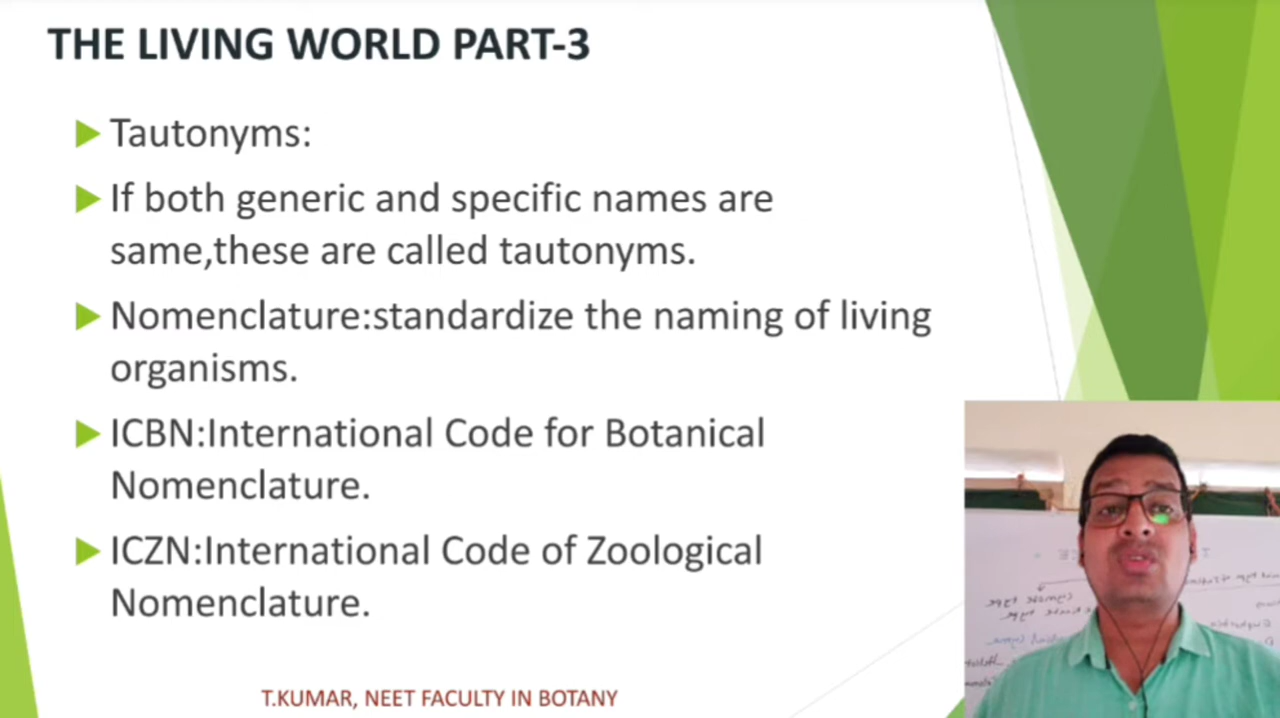 THE LIVING WORLD PART-3
Tautonyms:
If both generic and specific names are
same,these are called tautonyms.
Nomenclature:standardize the naming of living
organisms.
ICBN:International Code for Botanical
Nomenclature.
ICZN:International Code of Zoological
Nomenclature.
T.KUMAR, NEET FACULTY IN BOTANY